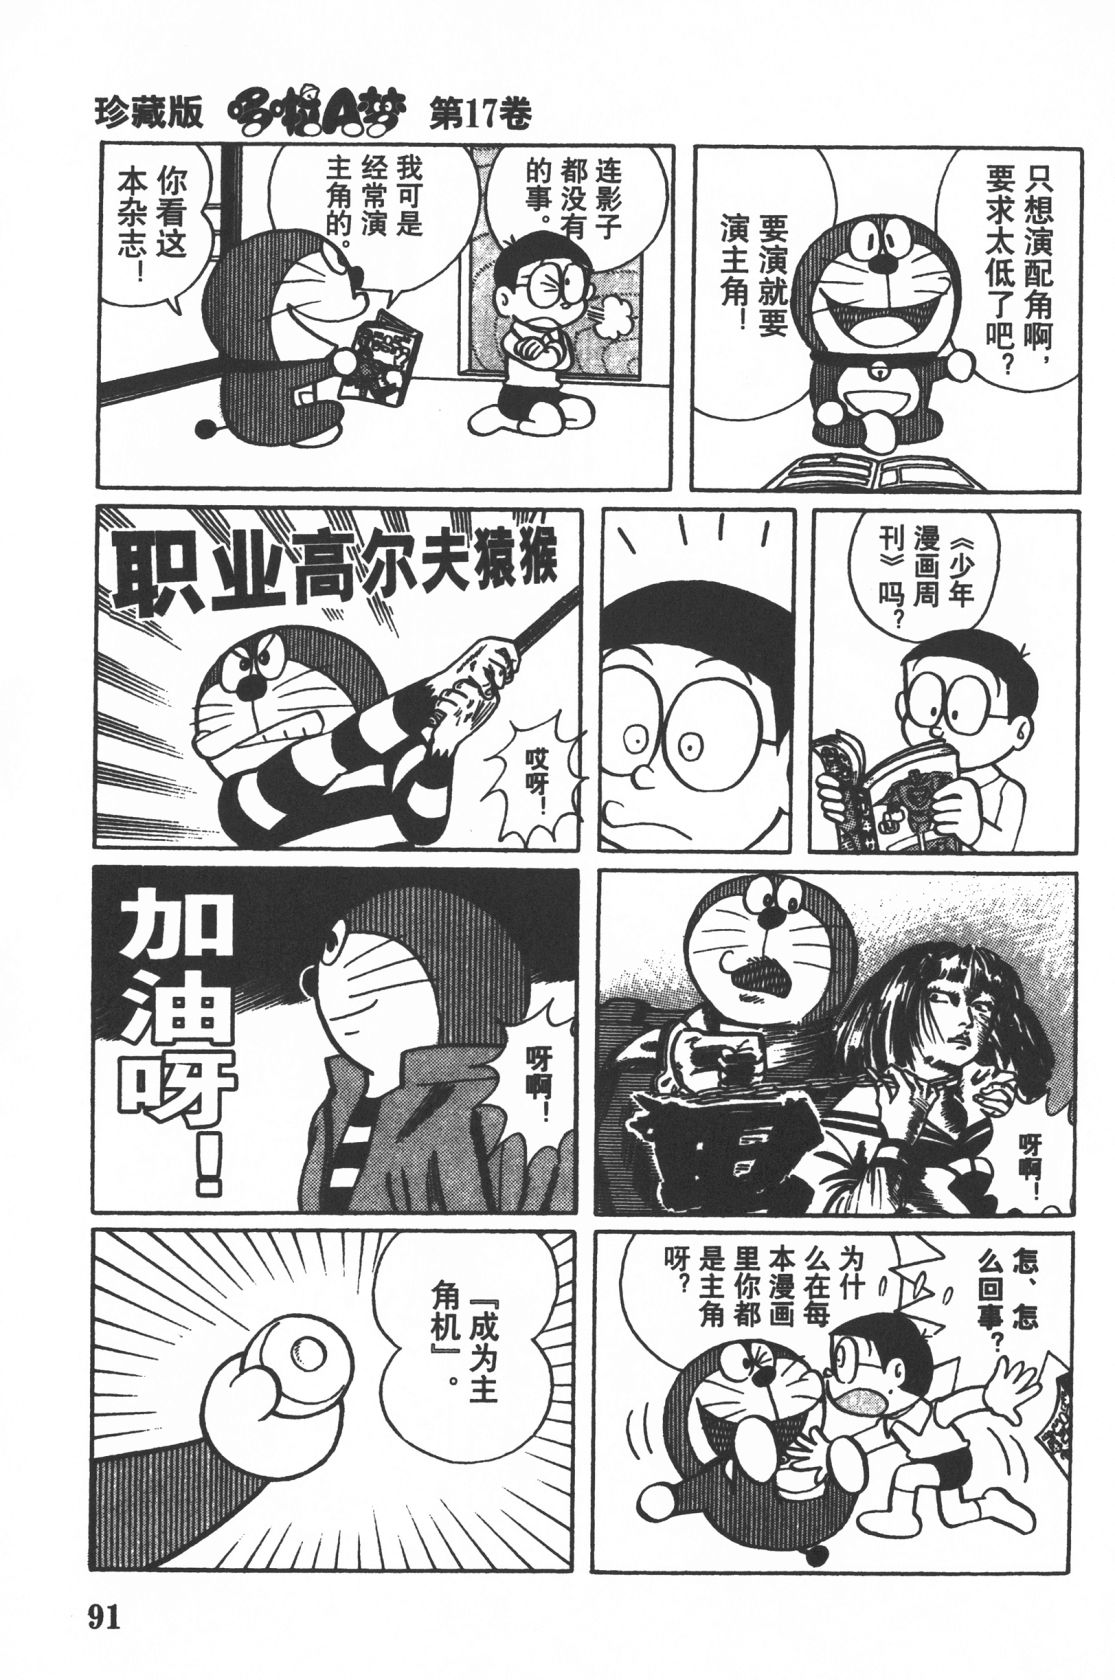 珍藏版 哆啦A梦 第17卷
只想演配角啊,
要求太低了吧?
要演就要
演主角!
连影子
都没有
的事。
我可是
经常演
主角的。
你看这
本杂志!
《少年
漫画周
刊》吗?
职业高尔夫猿猴
哎呀!
呀啊!
加油呀!
呀啊!
怎、怎
么回事?
为什
么在每
本漫画
里你都
是主角
呀?
『成为主
角机』。
91